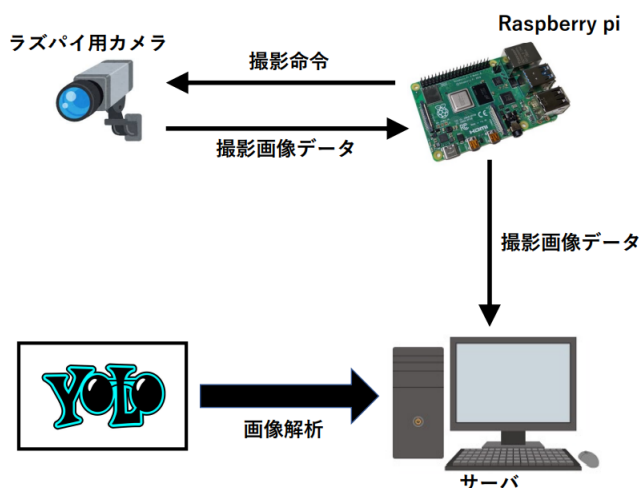 Raspberry pi
ラズパイ用カメラ
撮影命令
撮影画像データ
撮影画像データ
YOLO
画像解析
サーバ